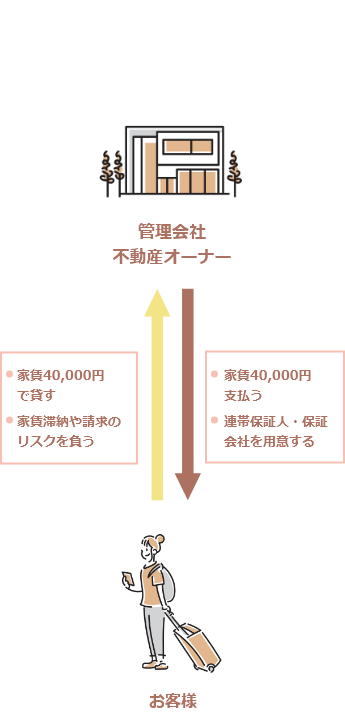 管理会社
不動産オーナー
家賃40,000円
で貸す
家賃滞納や請求の
リスクを負う
家賃40,000円
支払う
連帯保証人・保証
会社を用意する
お客様